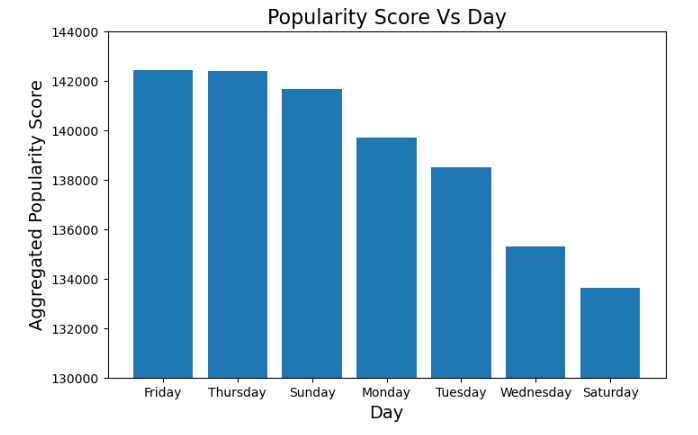 Popularity Score Vs Day
Aggregated Popularity Score
144000
142000
140000
138000
136000
134000
132000
130000
Friday Thursday Sunday Monday Tuesday Wednesday Saturday
Day